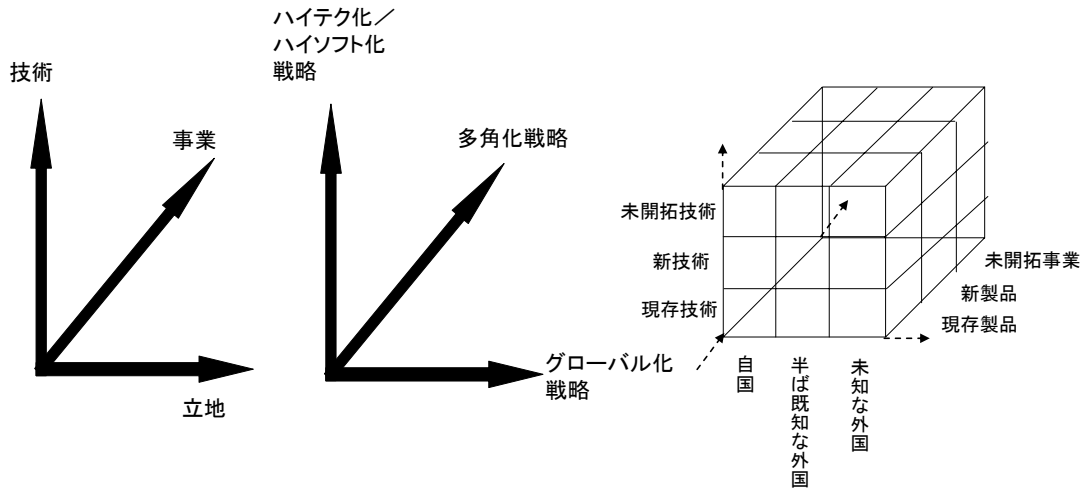 技術
事業
立地
ハイテク化／
ハイソフト化
戦略
多角化戦略
グローバル化
戦略
未開拓技術
新技術
現存技術
未開拓事業
新製品
現存製品
自国
半ば既知な外国
未知な外国